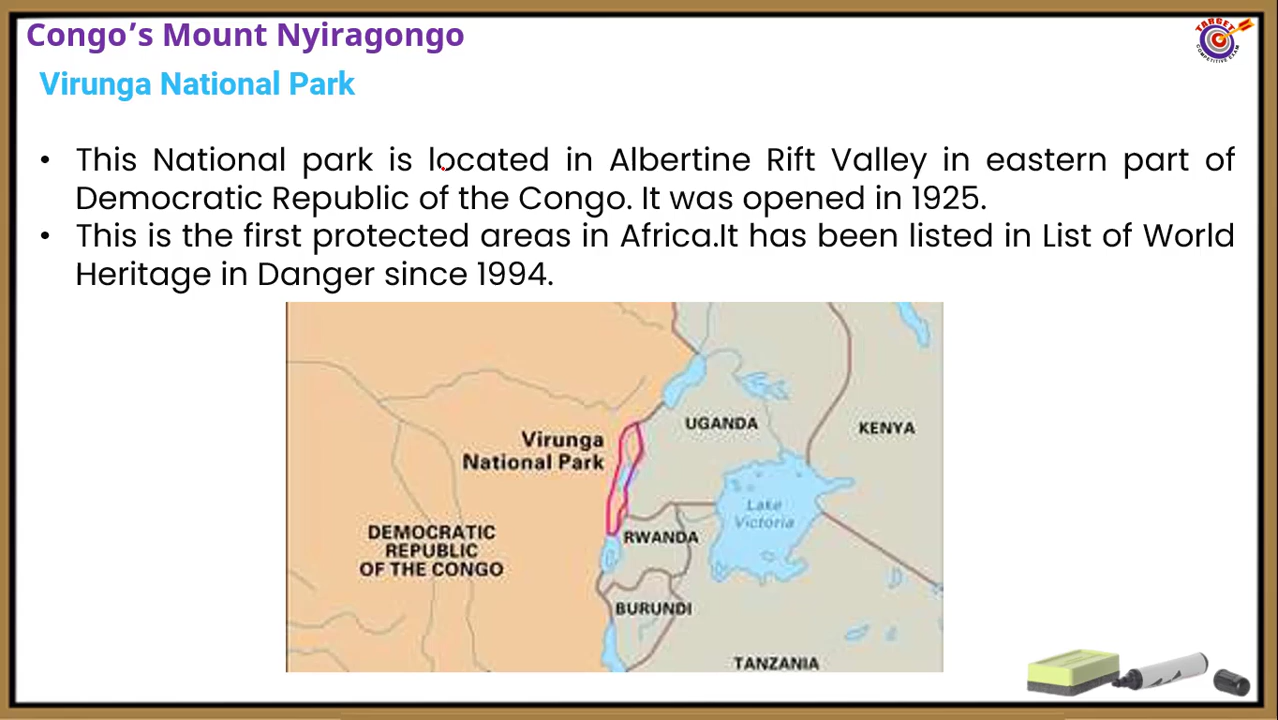 Congo’s Mount Nyiragongo
TARGET
COMPETITIVE EXAM
Virunga National Park
• This National park is located in Albertine Rift Valley in eastern part of
Democratic Republic of the Congo. It was opened in 1925.
• This is the first protected areas in Africa.It has been listed in List of World
Heritage in Danger since 1994.
UGANDA
KENYA
Virunga
National Park
Lake
Victoria
DEMOCRATIC
REPUBLIC
OF THE CONGO
RWANDA
BURUNDI
TANZANIA